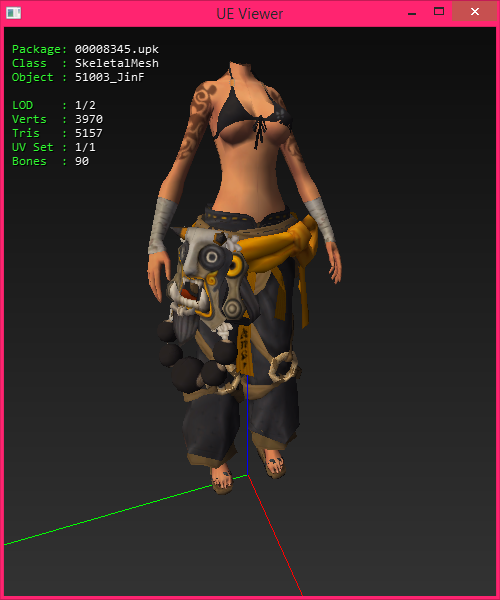 UE Viewer
Package: 00008345.upk
Class : SkeletalMesh
Object : 51003_JinF
LOD : 1/2
Verts : 3970
Tris : 5157
UV Set : 1/1
Bones : 90